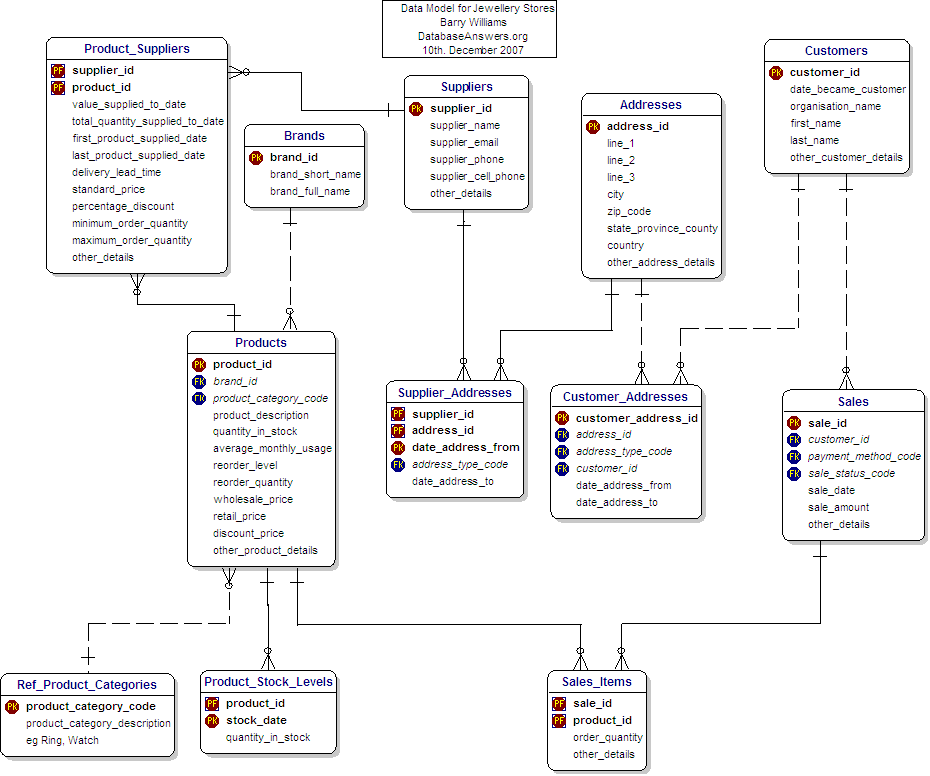 Data Model for Jewellery Stores
Barry Williams
DatabaseAnswers.org
10th. December 2007
Product_Suppliers
PF supplier_id
PF product_id
value_supplied_to_date
total_quantity_supplied_to_date
first_product_supplied_date
last_product_supplied_date
delivery_lead_time
standard_price
percentage_discount
minimum_order_quantity
maximum_order_quantity
other_details
Brands
PK brand_id
brand_short_name
brand_full_name
Suppliers
PK supplier_id
supplier_name
supplier_email
supplier_phone
supplier_cell_phone
other_details
Addresses
PK address_id
line_1
line_2
line_3
city
zip_code
state_province_county
country
other_address_details
Customers
PK customer_id
date_became_customer
organisation_name
first_name
last_name
other_customer_details
Products
PK product_id
FK brand_id
FK product_category_code
product_description
quantity_in_stock
average_monthly_usage
reorder_level
reorder_quantity
wholesale_price
retail_price
discount_price
other_product_details
Supplier_Addresses
PF supplier_id
PF address_id
PK date_address_from
FK address_type_code
date_address_to
Customer_Addresses
PK customer_address_id
FK address_id
FK address_type_code
FK customer_id
date_address_from
date_address_to
Sales
PK sale_id
FK customer_id
FK payment_method_code
FK sale_status_code
sale_date
sale_amount
other_details
Ref_Product_Categories
PK product_category_code
product_category_description
eg Ring, Watch
Product_Stock_Levels
PF product_id
PK stock_date
quantity_in_stock
Sales_Items
PF sale_id
PF product_id
order_quantity
other_details